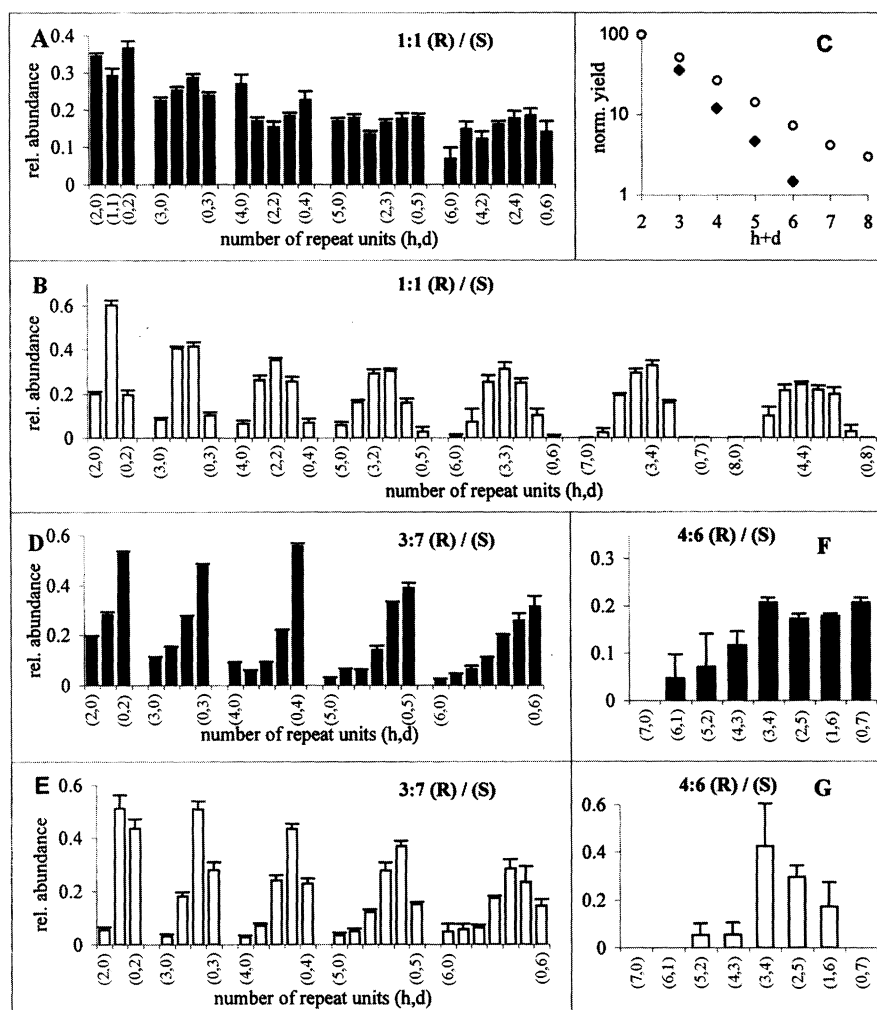 A
1:1 (R) / (S)
rel. abundance
0.4
0.3
0.2
0.1
0
(2,0) (1,1) (0,2) (3,0) (0,3) (4,0) (2,2) (0,4) (5,0) (2,3) (0,5) (6,0) (4,2) (2,4) (0,6)
number of repeat units (h,d)
C
norm. yield
100
10
1
2 3 4 5 6 7 8
h+d
B
1:1 (R) / (S)
rel. abundance
0.6
0.4
0.2
0
(2,0) (0,2) (3,0) (0,3) (4,0) (2,2) (0,4) (5,0) (3,2) (0,5) (6,0) (3,3) (0,6) (7,0) (3,4) (0,7) (8,0) (4,4) (0,8)
number of repeat units (h,d)
D
3:7 (R) / (S)
rel. abundance
0.6
0.4
0.2
0
(2,0) (0,2) (3,0) (0,3) (4,0) (0,4) (5,0) (0,5) (6,0) (0,6)
number of repeat units (h,d)
4:6 (R) / (S)
F
0.3
0.2
0.1
0
(7,0) (6,1) (5,2) (4,3) (3,4) (2,5) (1,6) (0,7)
E
3:7 (R) / (S)
rel. abundance
0.6
0.4
0.2
0
(2,0) (0,2) (3,0) (0,3) (4,0) (0,4) (5,0) (0,5) (6,0) (0,6)
number of repeat units (h,d)
4:6 (R) / (S)
G
0.6
0.4
0.2
0
(7,0) (6,1) (5,2) (4,3) (3,4) (2,5) (1,6) (0,7)